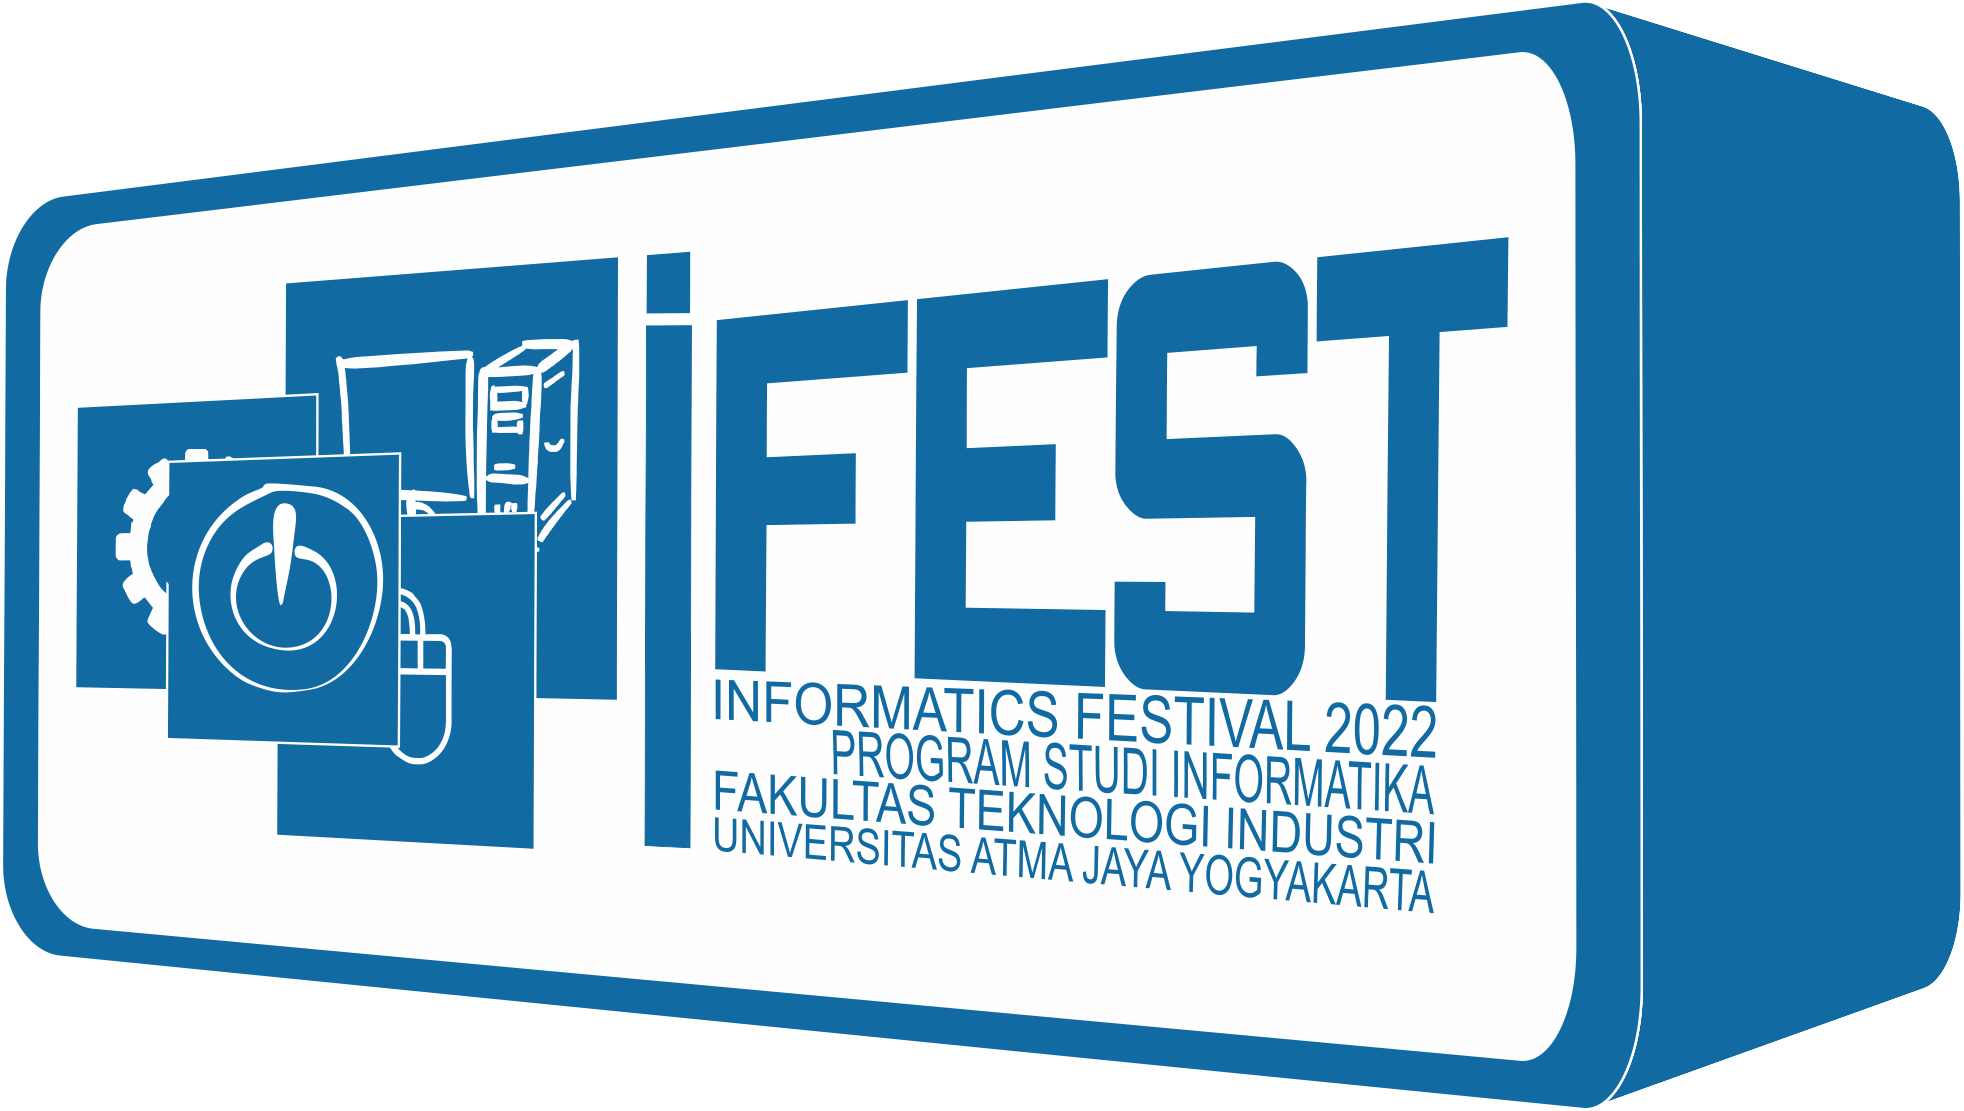 iFEST
INFORMATICS FESTIVAL 2022
PROGRAM STUDI INFORMATIKA
FAKULTAS TEKNOLOGI INDUSTRI
UNIVERSITAS ATMA JAYA YOGYAKARTA